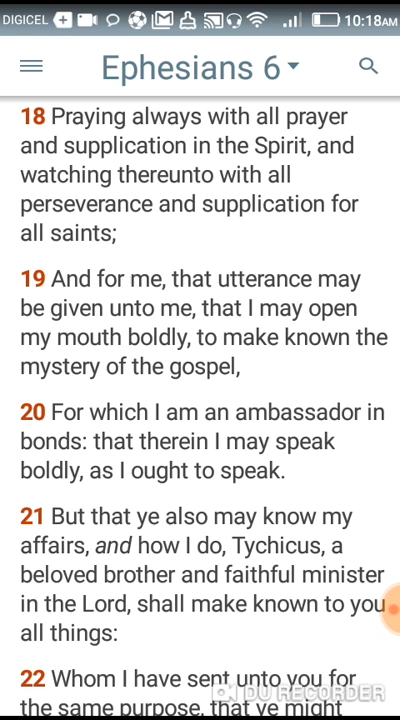 DIGICEL 10:18AM
Ephesians 6
18 Praying always with all prayer
and supplication in the Spirit, and
watching thereunto with all
perseverance and supplication for
all saints;
19 And for me, that utterance may
be given unto me, that I may open
my mouth boldly, to make known the
mystery of the gospel,
20 For which I am an ambassador in
bonds: that therein I may speak
boldly, as I ought to speak.
21 But that ye also may know my
affairs, and how I do, Tychicus, a
beloved brother and faithful minister
in the Lord, shall make known to you
all things:
22 Whom I have sent unto you for
DU RECORDER
the same purpose, that ye might